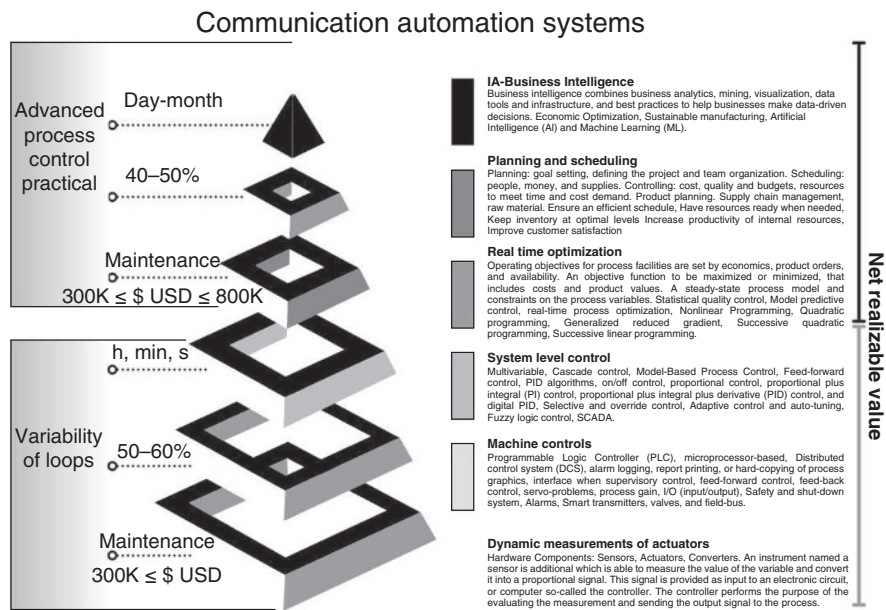 Communication automation systems
Advanced
process
control
practical
Day-month
40–50%
Maintenance
300K ≤ $ USD ≤ 800K
Variability
of loops
h, min, s
50–60%
Maintenance
300K ≤ $ USD
IA-Business Intelligence
Business intelligence combines business analytics, mining, visualization, data
tools and infrastructure, and best practices to help businesses make data-driven
decisions. Economic Optimization, Sustainable manufacturing, Artificial
Intelligence (AI) and Machine Learning (ML).
Planning and scheduling
Planning: goal setting, defining the project and team organization. Scheduling:
people, money, and supplies. Controlling: cost, quality and budgets, resources
to meet time and cost demand. Product planning. Supply chain management,
raw material. Ensure an efficient schedule, Have resources ready when needed,
Keep inventory at optimal levels Increase productivity of internal resources,
Improve customer satisfaction
Real time optimization
Operating objectives for process facilities are set by economics, product orders,
and availability. An objective function to be maximized or minimized, that
includes costs and product values. A steady-state process model and
constraints on the process variables. Statistical quality control, Model predictive
control, real-time process optimization, Nonlinear Programming, Quadratic
programming, Generalized reduced gradient, Successive quadratic
programming, Successive linear programming.
System level control
Multivariable, Cascade control, Model-Based Process Control, Feed-forward
control, PID algorithms, on/off control, proportional control, proportional plus
integral (PI) control, proportional plus integral plus derivative (PID) control, and
digital PID, Selective and override control, Adaptive control and auto-tuning,
Fuzzy logic control, SCADA.
Machine controls
Programmable Logic Controller (PLC), microprocessor-based, Distributed
control system (DCS), alarm logging, report printing, or hard-copying of process
graphics, interface when supervisory control, feed-forward control, feed-back
control, servo-problems, process gain, I/O (input/output), Safety and shut-down
system, Alarms, Smart transmitters, valves, and field-bus.
Dynamic measurements of actuators
Hardware Components: Sensors, Actuators, Converters. An instrument named a
sensor is additional which is able to measure the value of the variable and convert
it into a proportional signal. This signal is provided as input to an electronic circuit,
or computer so-called the controller. The controller performs the purpose of the
evaluating the measurement and sending the output signal to the process.
Net realizable value